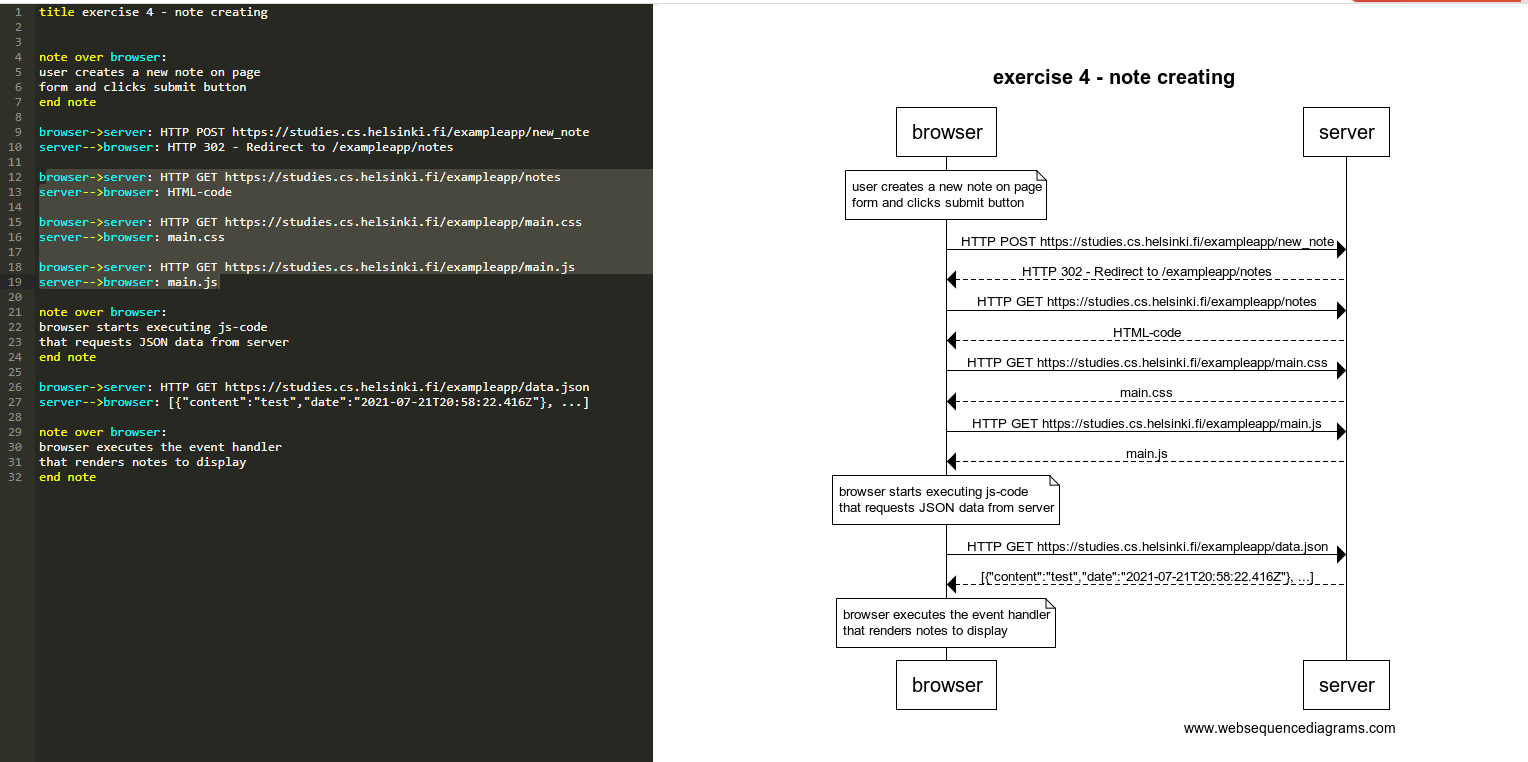 1 title exercise 4 - note creating
2
3
4 note over browser:
5 user creates a new note on page
6 form and clicks submit button
7 end note
8
9 browser->server: HTTP POST https://studies.cs.helsinki.fi/exampleapp/new_note
10 server-->browser: HTTP 302 - Redirect to /exampleapp/notes
11
12 browser->server: HTTP GET https://studies.cs.helsinki.fi/exampleapp/notes
13 server-->browser: HTML-code
14
15 browser->server: HTTP GET https://studies.cs.helsinki.fi/exampleapp/main.css
16 server-->browser: main.css
17
18 browser->server: HTTP GET https://studies.cs.helsinki.fi/exampleapp/main.js
19 server-->browser: main.js
20
21 note over browser:
22 browser starts executing js-code
23 that requests JSON data from server
24 end note
25
26 browser->server: HTTP GET https://studies.cs.helsinki.fi/exampleapp/data.json
27 server-->browser: [{"content":"test","date":"2021-07-21T20:58:22.416Z"}, ...]
28
29 note over browser:
30 browser executes the event handler
31 that renders notes to display
32 end note
exercise 4 - note creating
browser server
user creates a new note on page
form and clicks submit button
HTTP POST https://studies.cs.helsinki.fi/exampleapp/new_note
HTTP 302 - Redirect to /exampleapp/notes
HTTP GET https://studies.cs.helsinki.fi/exampleapp/notes
HTML-code
HTTP GET https://studies.cs.helsinki.fi/exampleapp/main.css
main.css
HTTP GET https://studies.cs.helsinki.fi/exampleapp/main.js
main.js
browser starts executing js-code
that requests JSON data from server
HTTP GET https://studies.cs.helsinki.fi/exampleapp/data.json
[{"content":"test","date":"2021-07-21T20:58:22.416Z"}, ...]
browser executes the event handler
that renders notes to display
browser server
www.websequencediagrams.com